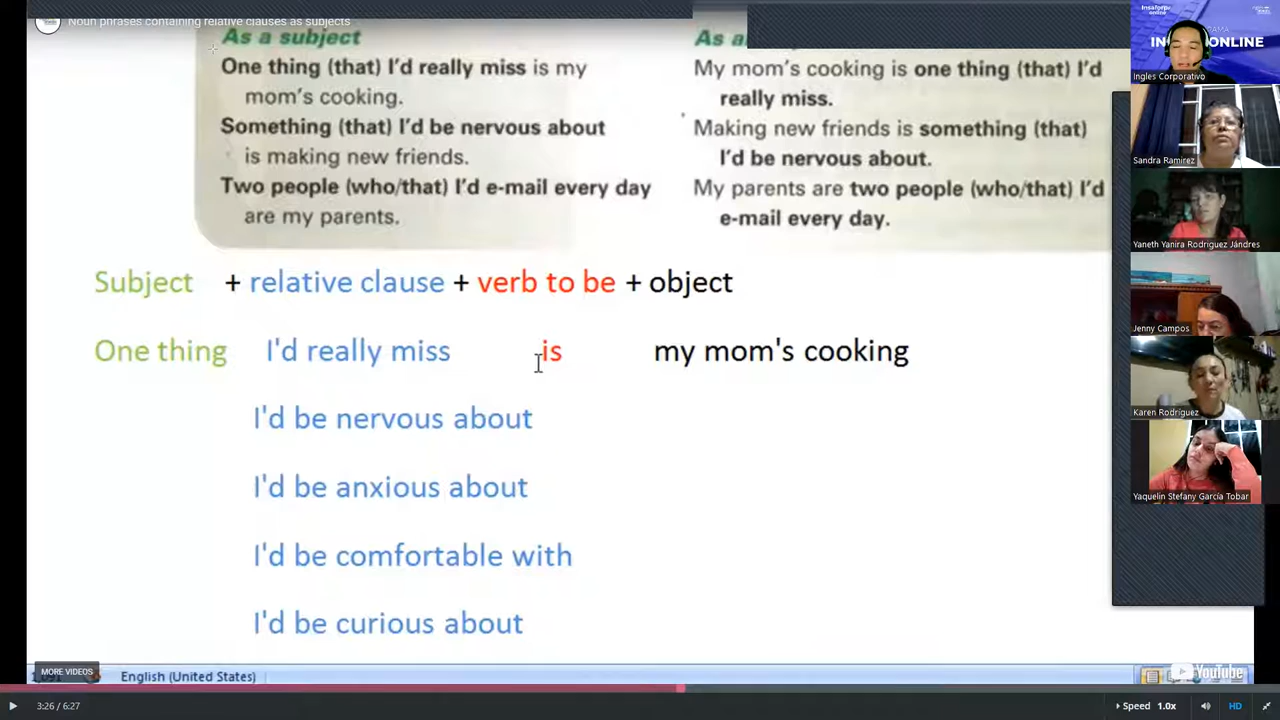 Noun phrases containing relative clauses as subjects
As a subject
One thing (that) I'd really miss is my
mom's cooking.
Something (that) I'd be nervous about
is making new friends.
Two people (who/that) I'd e-mail every day
are my parents.
As a
My mom's cooking is one thing (that) I'd
really miss.
Making new friends is something (that)
I'd be nervous about.
My parents are two people (who/that) I'd
e-mail every day.
Subject + relative clause + verb to be + object
One thing I'd really miss is my mom's cooking
I'd be nervous about
I'd be anxious about
I'd be comfortable with
I'd be curious about
Insaforp
online
Ingles Corporativo
Sandra Ramirez
Yaneth Yanira Rodriguez Jándres
Jenny Campos
Karen Rodríguez
Yaquelin Stefany García Tobar
MORE VIDEOS
English (United States)
YouTube
3:26 / 6:27
Speed 1.0x
HD